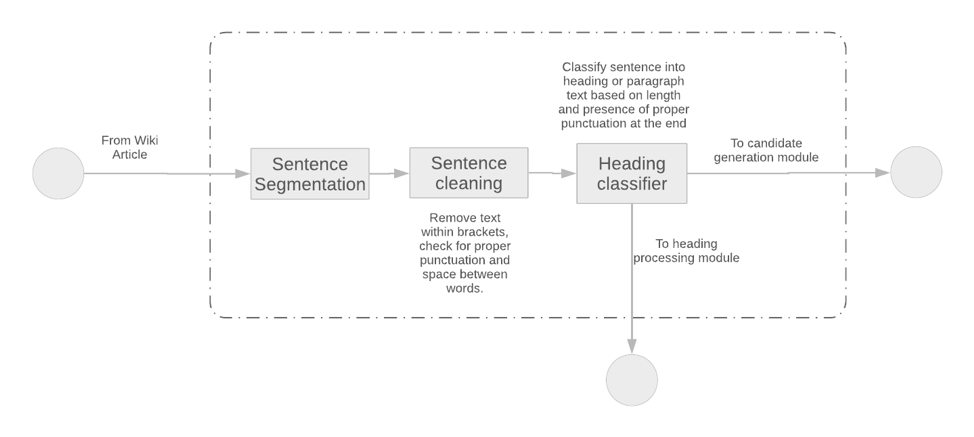 From Wiki
Article
Sentence
Segmentation
Sentence
cleaning
Remove text
within brackets,
check for proper
punctuation and
space between
words.
Classify sentence into
heading or paragraph
text based on length
and presence of proper
punctuation at the end
Heading
classifier
To candidate
generation module
To heading
processing module